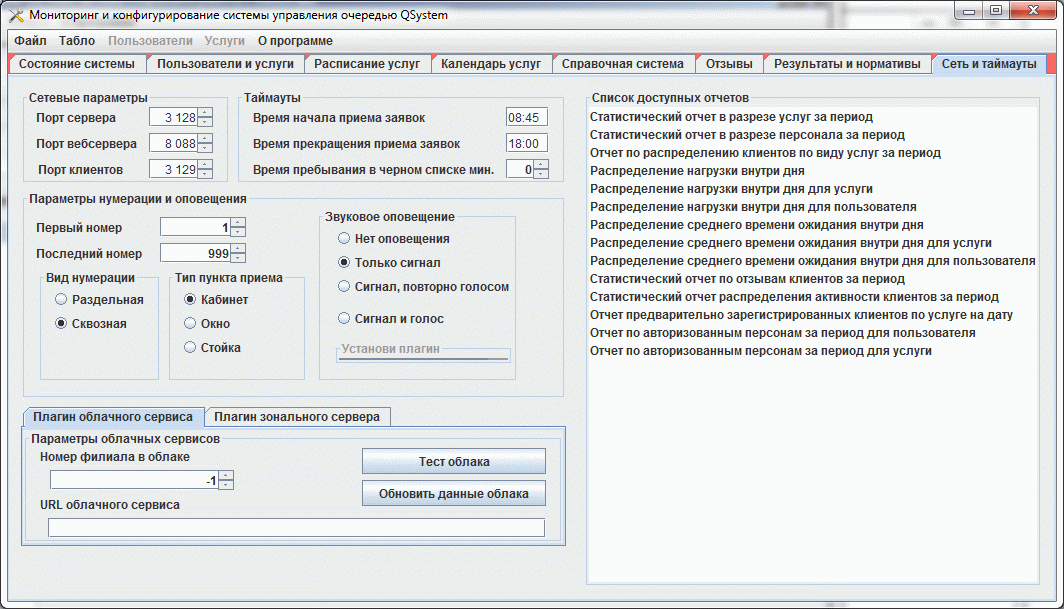 Мониторинг и конфигурирование системы управления очередью QSystem
Файл Табло Пользователи Услуги О программе
Состояние системы Пользователи и услуги Расписание услуг Календарь услуг Справочная система Отзывы Результаты и нормативы Сеть и таймауты
Сетевые параметры
Порт сервера 3 128
Порт вебсервера 8 088
Порт клиентов 3 129
Таймауты
Время начала приема заявок 08:45
Время прекращения приема заявок 18:00
Время пребывания в черном списке мин. 0
Параметры нумерации и оповещения
Первый номер 1
Последний номер 999
Вид нумерации
Раздельная
Сквозная
Тип пункта приема
Кабинет
Окно
Стойка
Звуковое оповещение
Нет оповещения
Только сигнал
Сигнал, повторно голосом
Сигнал и голос
Установи плагин
Плагин облачного сервиса Плагин зонального сервера
Параметры облачных сервисов
Номер филиала в облаке
-1
Тест облака
Обновить данные облака
URL облачного сервиса
Список доступных отчетов
Статистический отчет в разрезе услуг за период
Статистический отчет в разрезе персонала за период
Отчет по распределению клиентов по виду услуг за период
Распределение нагрузки внутри дня
Распределение нагрузки внутри дня для услуги
Распределение нагрузки внутри дня для пользователя
Распределение среднего времени ожидания внутри дня
Распределение среднего времени ожидания внутри дня для услуги
Распределение среднего времени ожидания внутри дня для пользователя
Статистический отчет по отзывам клиентов за период
Статистический отчет распределения активности клиентов за период
Отчет предварительно зарегистрированных клиентов по услуге на дату
Отчет по авторизованным персонам за период для пользователя
Отчет по авторизованным персонам за период для услуги